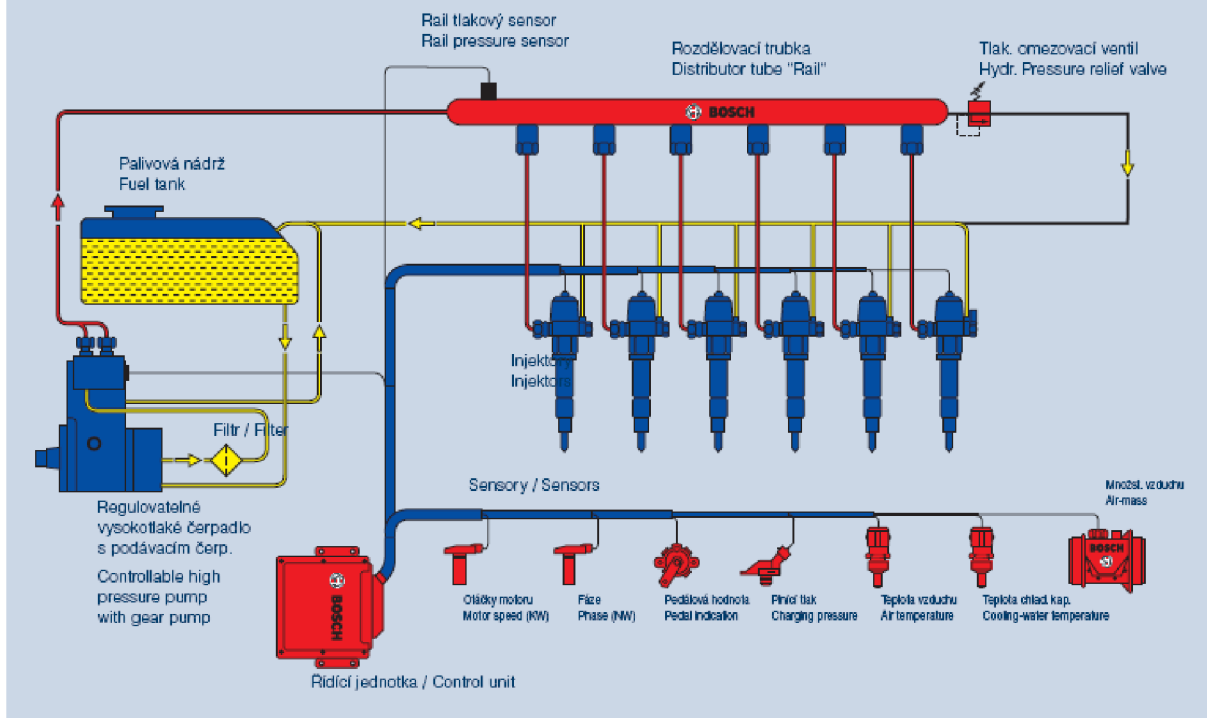 Rail tlakový sensor
Rail pressure sensor
Rozdělovací trubka
Distributor tube "Rail"
Tlak. omezovací ventil
Hydr. Pressure relief valve
BOSCH
Palivová nádrž
Fuel tank
Injektory
Injektors
Filtr / Filter
Sensory / Sensors
Množst. vzduchu
Air-mass
Regulovatelné
vysokotlaké čerpadlo
s podávacím čerp.
Controllable high
pressure pump
with gear pump
BOSCH
BOSCH
Otáčky motoru
Motor speed (KW)
Fáze
Phase (NW)
Pedálová hodnota
Pedal indication
Plnící tlak
Charging pressure
Teplota vzduchu
Air temperature
Teplota chlad. kap.
Cooling-water temperature
Řídící jednotka / Control unit